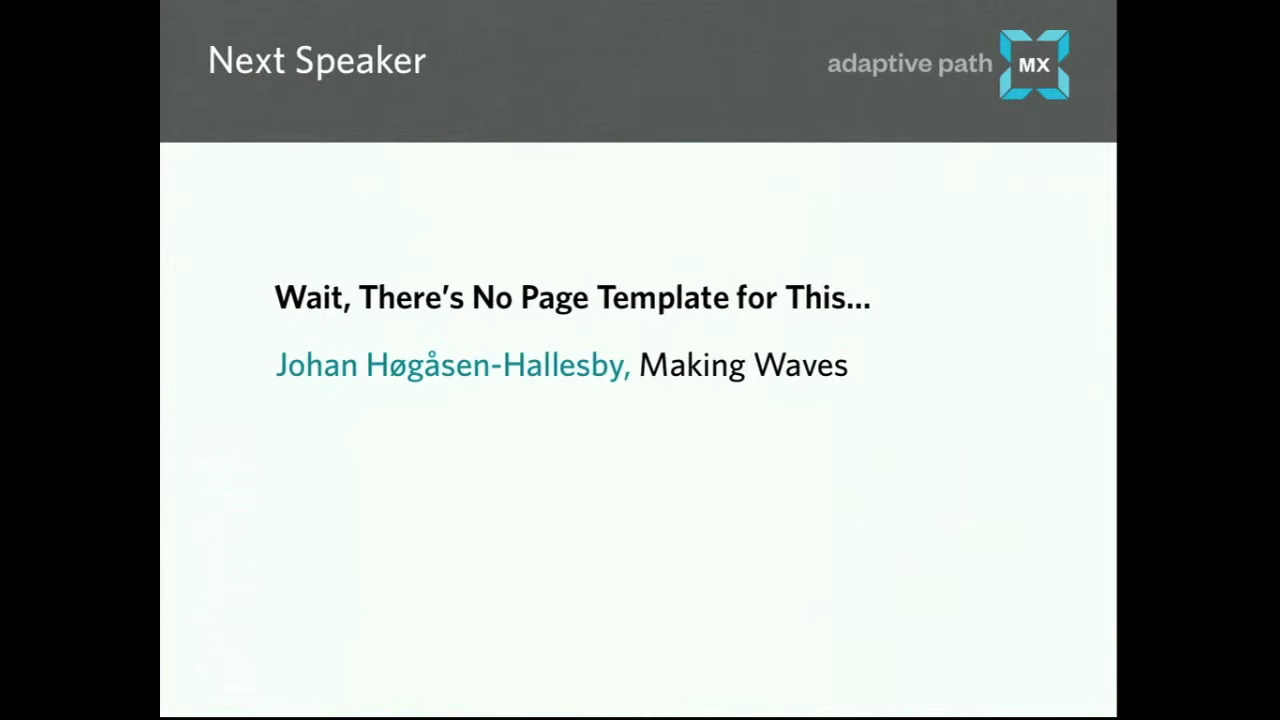 Next Speaker
adaptive path MX
Wait, There's No Page Template for This...
Johan Høgåsen-Hallesby, Making Waves